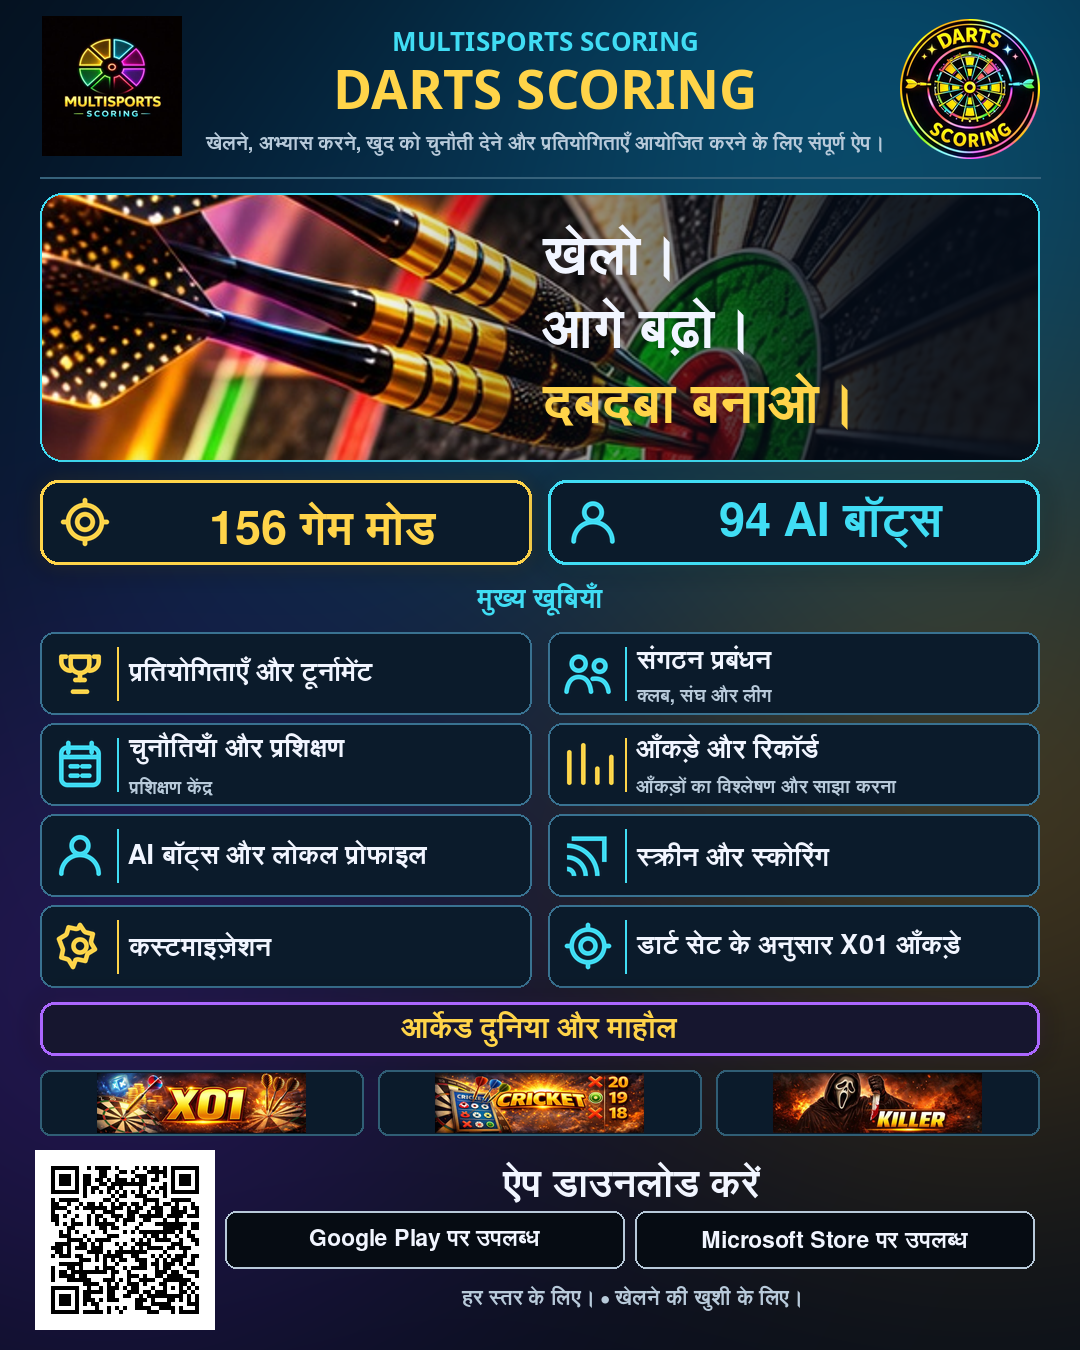 MULTISPORTS
SCORING
MULTISPORTS SCORING
DARTS SCORING
खेलने, अभ्यास करने, खुद को चुनौती देने और प्रतियोगिताएँ आयोजित करने के लिए संपूर्ण ऐप।
DARTS
SCORING
खेलो।
आगे बढ़ो।
दबदबा बनाओ।
156 गेम मोड
94 AI बॉट्स
मुख्य खूबियाँ
प्रतियोगिताएँ और टूर्नामेंट
संगठन प्रबंधन
क्लब, संघ और लीग
चुनौतियाँ और प्रशिक्षण
प्रशिक्षण केंद्र
आँकड़े और रिकॉर्ड
आँकड़ों का विश्लेषण और साझा करना
AI बॉट्स और लोकल प्रोफाइल
स्क्रीन और स्कोरिंग
कस्टमाइज़ेशन
डार्ट सेट के अनुसार X01 आँकड़े
आर्केड दुनिया और माहौल
X01
CRICKET
CRICKET
20
19
18
KILLER
ऐप डाउनलोड करें
Google Play पर उपलब्ध
Microsoft Store पर उपलब्ध
हर स्तर के लिए। • खेलने की खुशी के लिए।